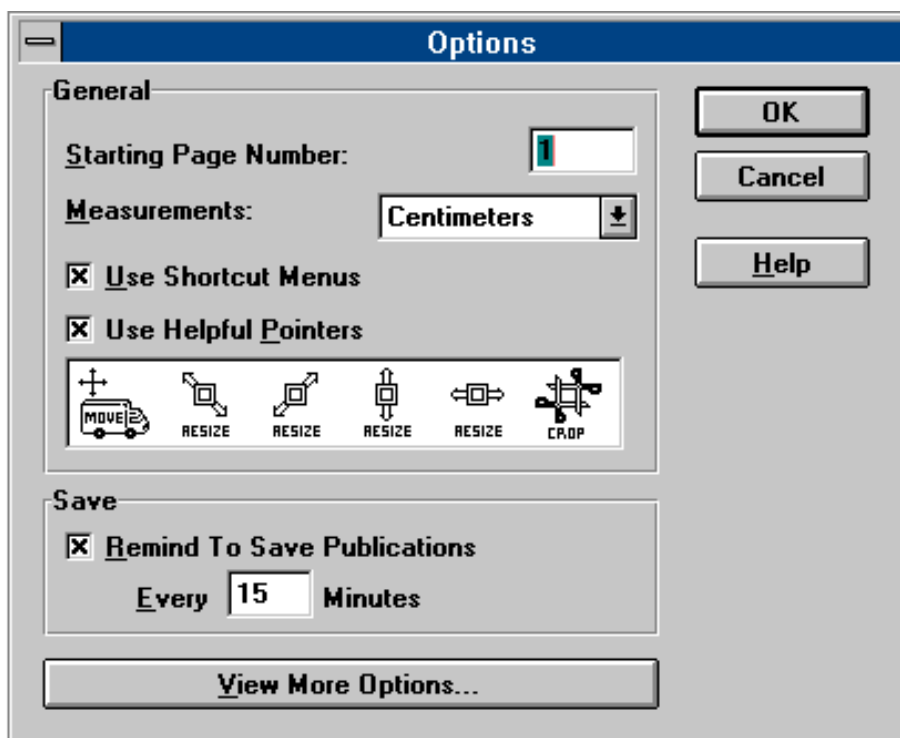 Options
General
Starting Page Number: 1
Measurements: Centimeters
Use Shortcut Menus
Use Helpful Pointers
MOVE RESIZE RESIZE RESIZE RESIZE CROP
Save
Remind To Save Publications
Every 15 Minutes
View More Options...
OK
Cancel
Help